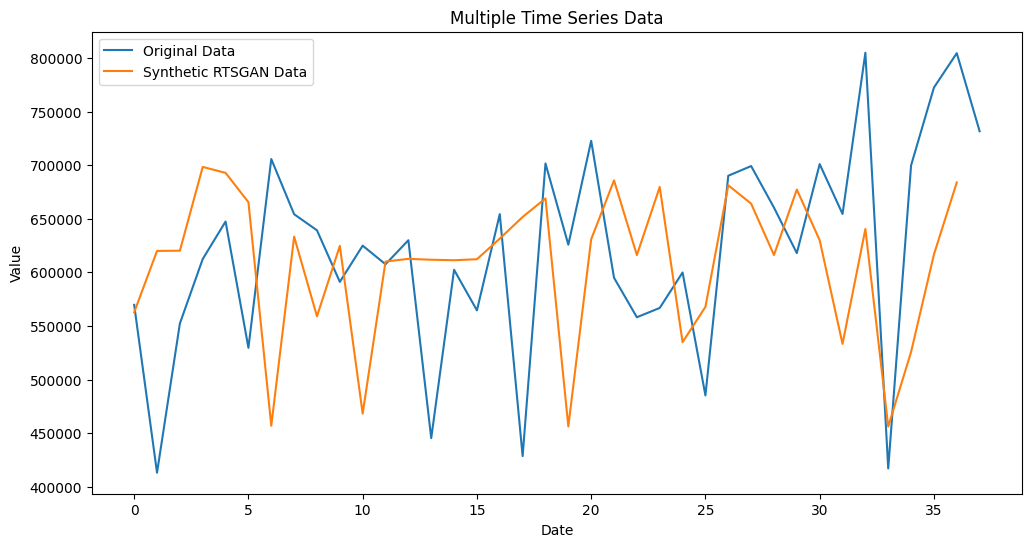 Multiple Time Series Data
Original Data
Synthetic RTSGAN Data
800000
750000
700000
650000
600000
550000
500000
450000
400000
Value
0 5 10 15 20 25 30 35
Date